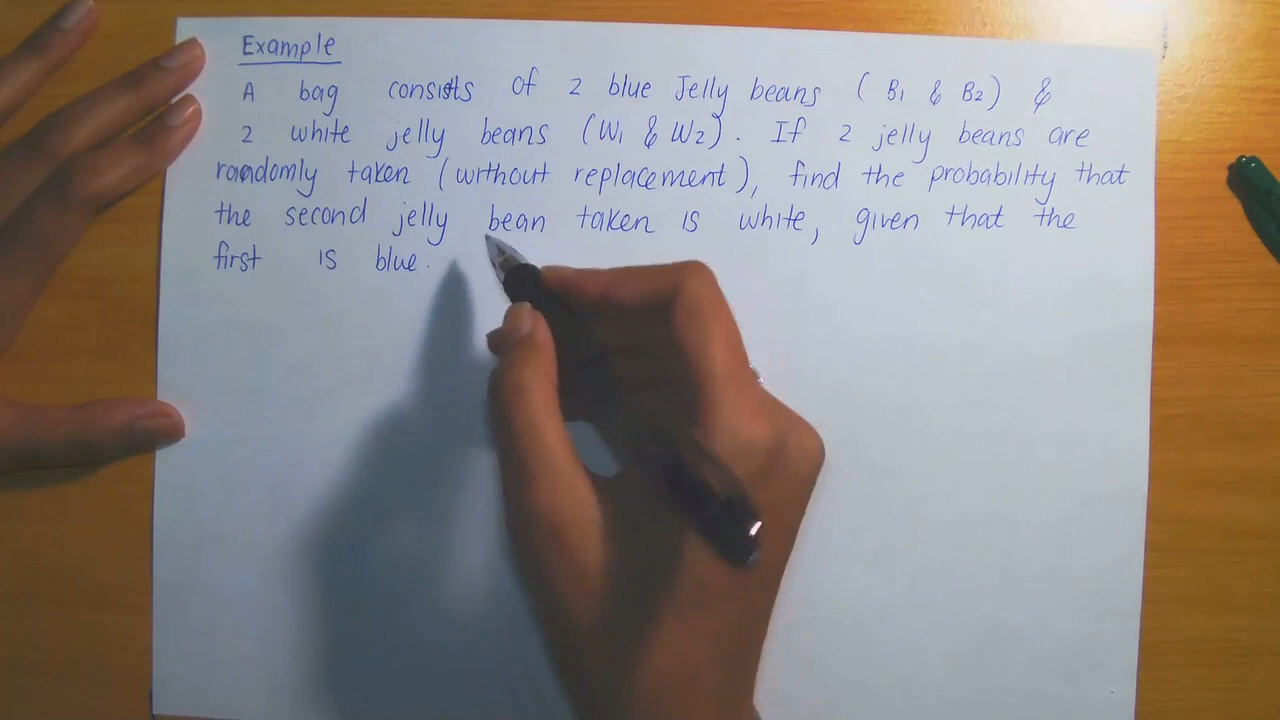 Example
A bag consists of 2 blue Jelly beans ( B1 & B2) &
2 white jelly beans (W1 & W2). If 2 jelly beans are
randomly taken (without replacement), find the probability that
the second jelly bean taken is white, given that the
first is blue.